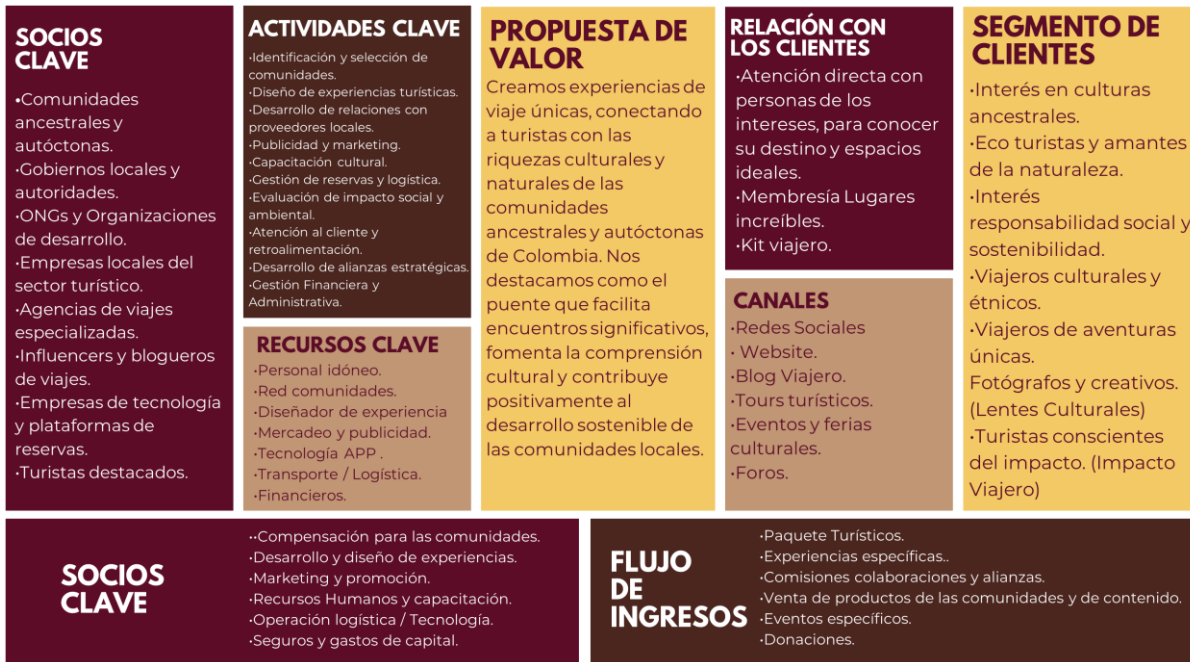 SOCIOS
CLAVE
•Comunidades
ancestrales y
autóctonas.
•Gobiernos locales y
autoridades.
•ONGs y Organizaciones
de desarrollo.
•Empresas locales del
sector turístico.
•Agencias de viajes
especializadas.
•Influencers y blogueros
de viajes.
•Empresas de tecnología
y plataformas de
reservas.
•Turistas destacados.
ACTIVIDADES CLAVE
•Identificación y selección de
comunidades.
•Diseño de experiencias turísticas.
•Desarrollo de relaciones con
proveedores locales.
•Publicidad y marketing.
•Capacitación cultural.
•Gestión de reservas y logística.
•Evaluación de impacto social y
ambiental.
•Atención al cliente y
retroalimentación.
•Desarrollo de alianzas estratégicas.
•Gestión Financiera y
Administrativa.
RECURSOS CLAVE
•Personal idóneo.
•Red comunidades.
•Diseñador de experiencia
•Mercadeo y publicidad.
•Tecnología APP .
•Transporte / Logística.
•Financieros.
PROPUESTA DE
VALOR
Creamos experiencias de
viaje únicas, conectando
a turistas con las
riquezas culturales y
naturales de las
comunidades
ancestrales y autóctonas
de Colombia. Nos
destacamos como el
puente que facilita
encuentros significativos,
fomenta la comprensión
cultural y contribuye
positivamente al
desarrollo sostenible de
las comunidades locales.
RELACIÓN CON
LOS CLIENTES
•Atención directa con
personas de los
intereses, para conocer
su destino y espacios
ideales.
•Membresía Lugares
increíbles.
•Kit viajero.
CANALES
•Redes Sociales
• Website.
•Blog Viajero.
•Tours turísticos.
•Eventos y ferias
culturales.
•Foros.
SEGMENTO DE
CLIENTES
•Interés en culturas
ancestrales.
•Eco turistas y amantes
de la naturaleza.
•Interés
responsabilidad social y
sostenibilidad.
•Viajeros culturales y
étnicos.
•Viajeros de aventuras
únicas.
Fotógrafos y creativos.
(Lentes Culturales)
•Turistas conscientes
del impacto. (Impacto
Viajero)
SOCIOS
CLAVE
••Compensación para las comunidades.
•Desarrollo y diseño de experiencias.
•Marketing y promoción.
•Recursos Humanos y capacitación.
•Operación logística / Tecnología.
•Seguros y gastos de capital.
FLUJO
DE
INGRESOS
•Paquete Turísticos.
•Experiencias específicas..
•Comisiones colaboraciones y alianzas.
•Venta de productos de las comunidades y de contenido.
•Eventos específicos.
•Donaciones.